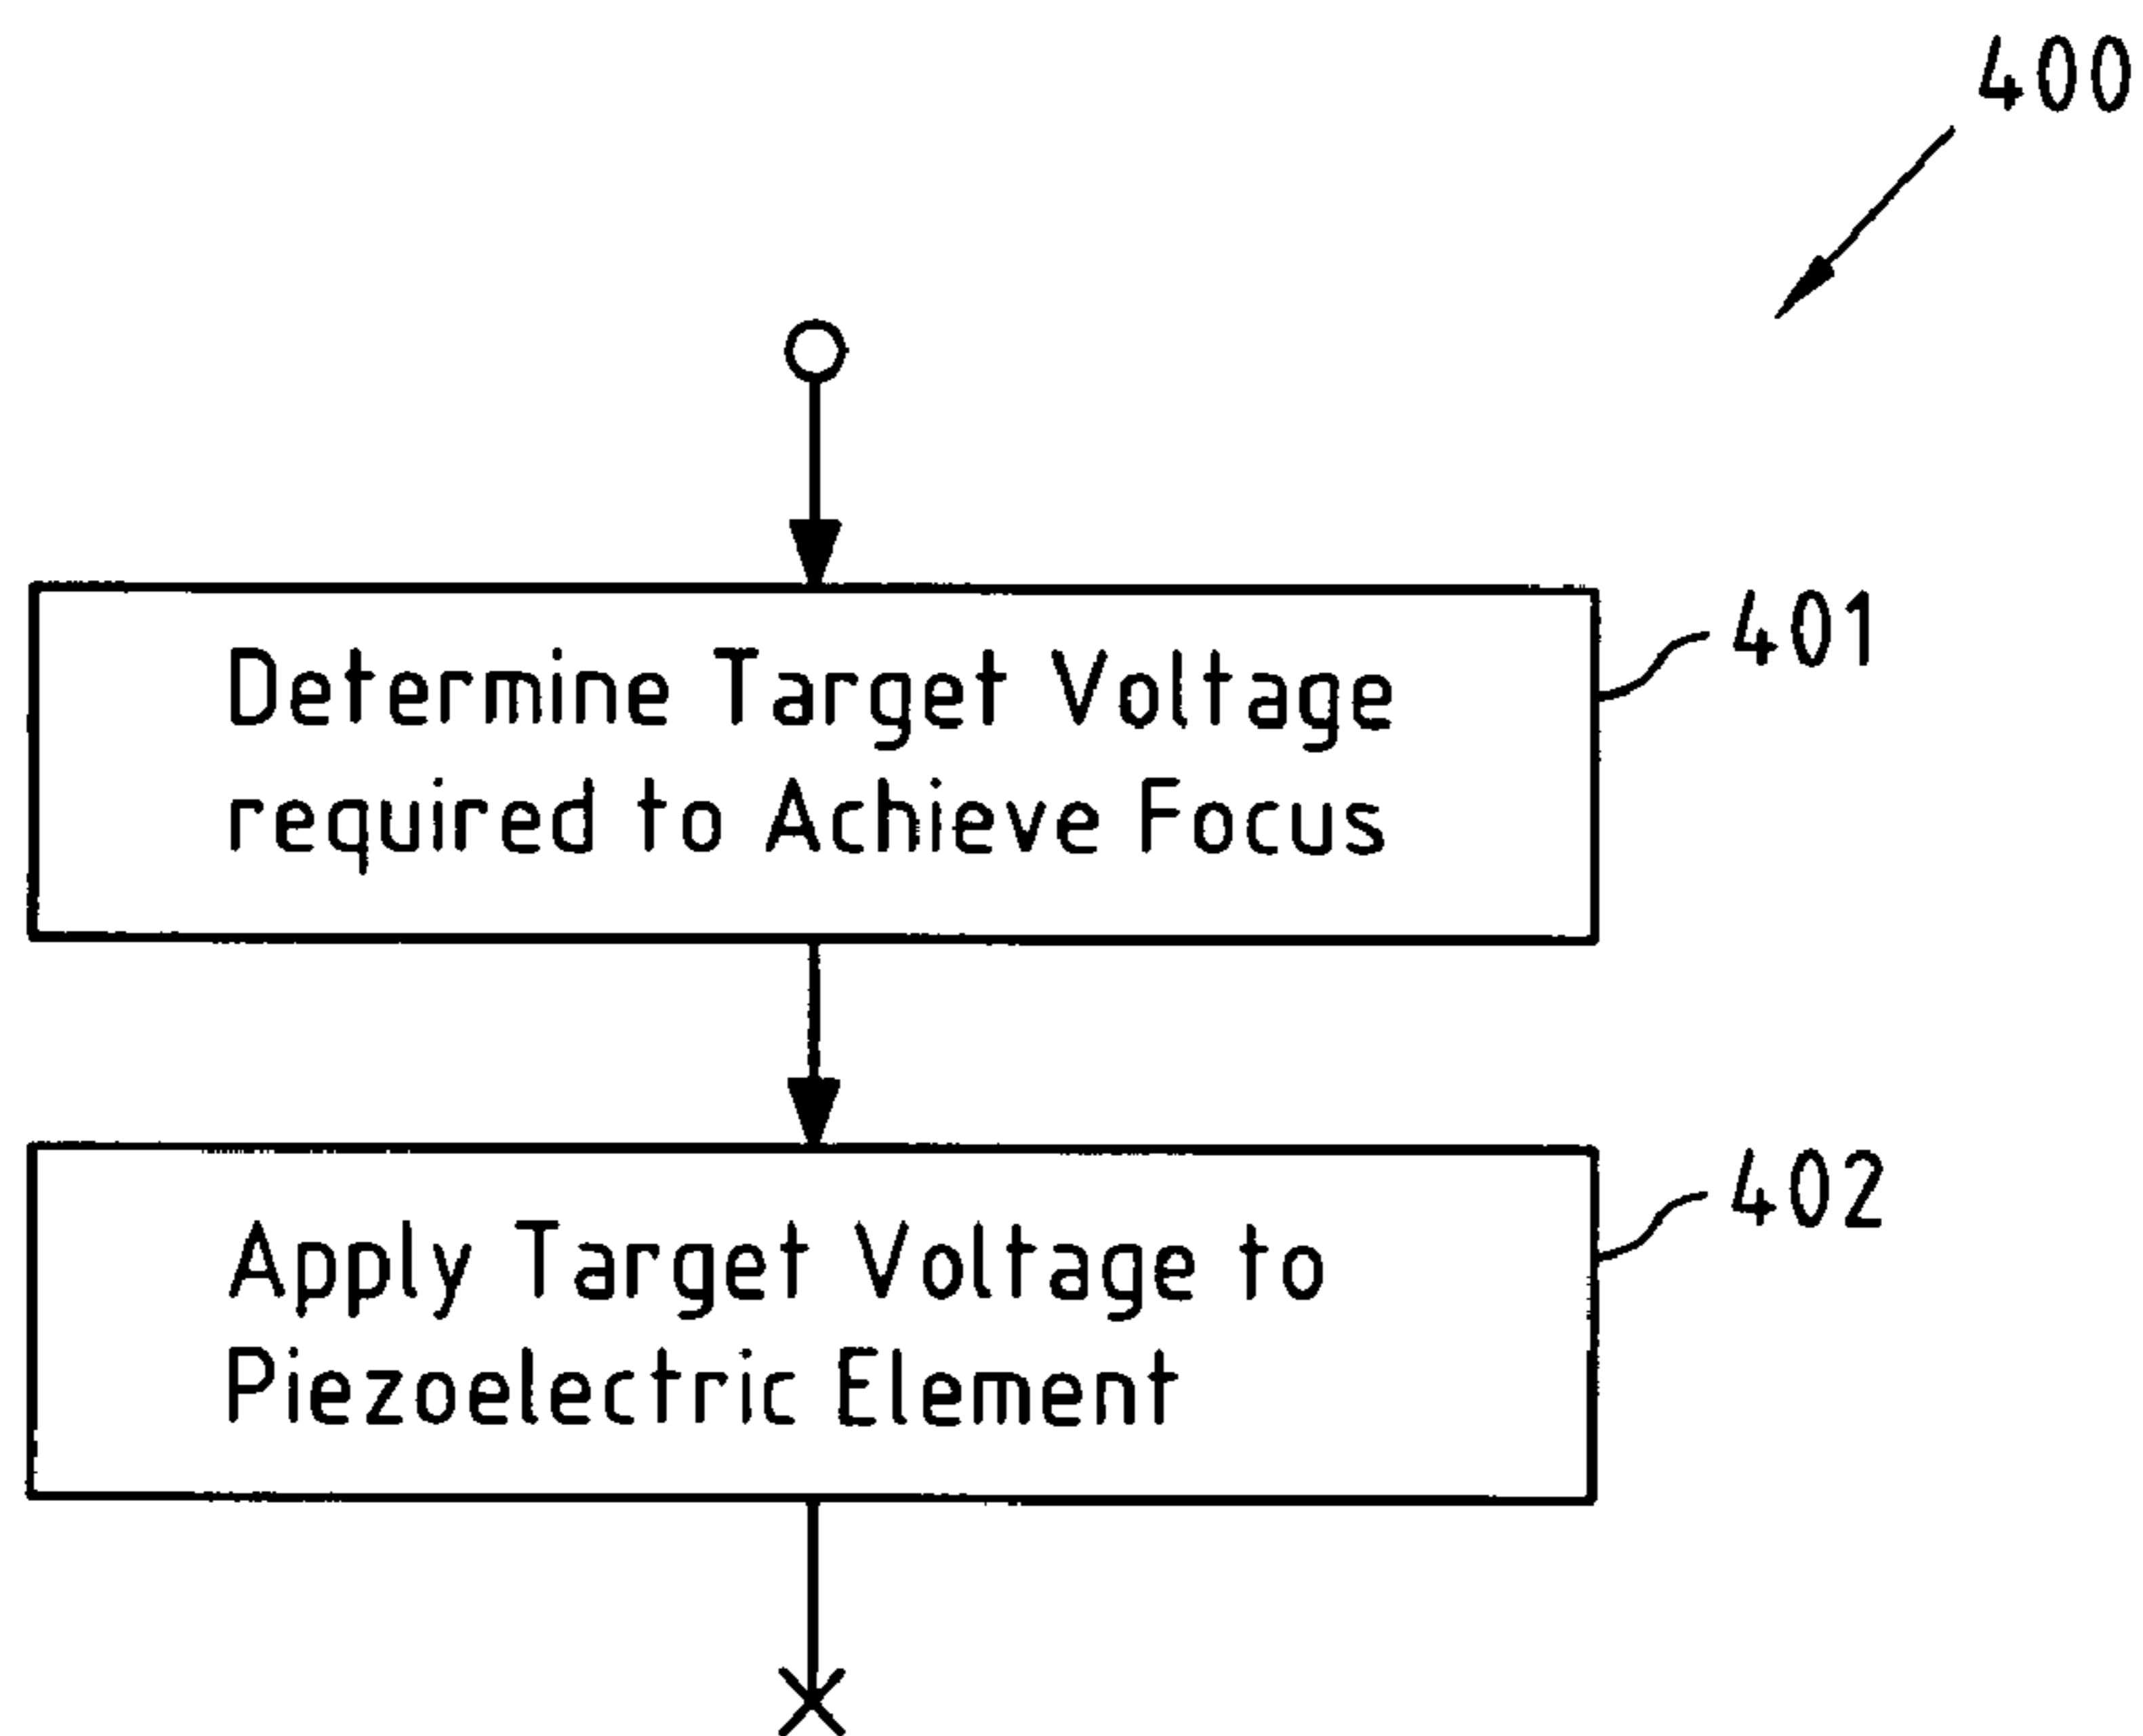 400
Determine Target Voltage
required to Achieve Focus
401
Apply Target Voltage to
Piezoelectric Element
402